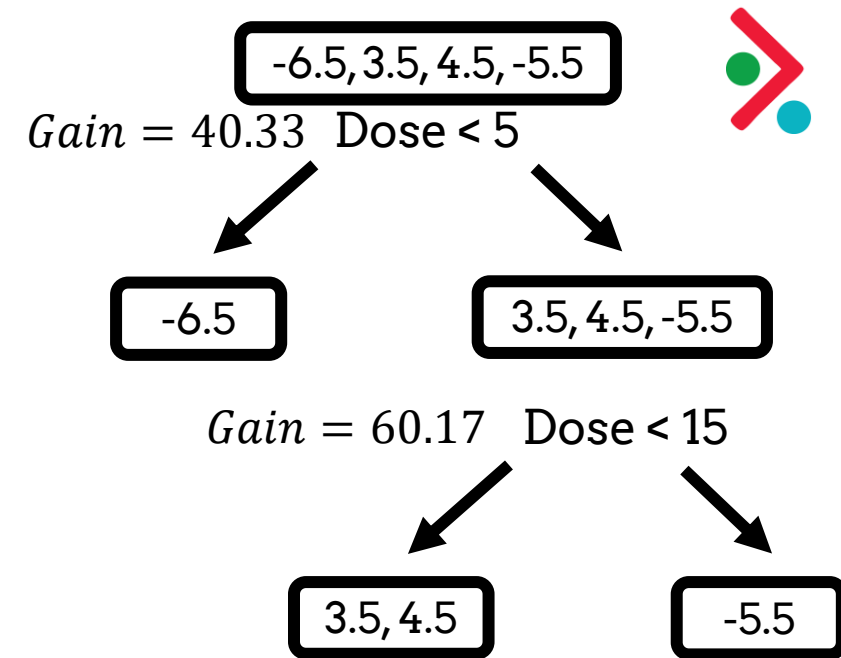 -6.5, 3.5, 4.5, -5.5
Gain = 40.33 Dose < 5
-6.5
3.5, 4.5, -5.5
Gain = 60.17 Dose < 15
3.5, 4.5
-5.5